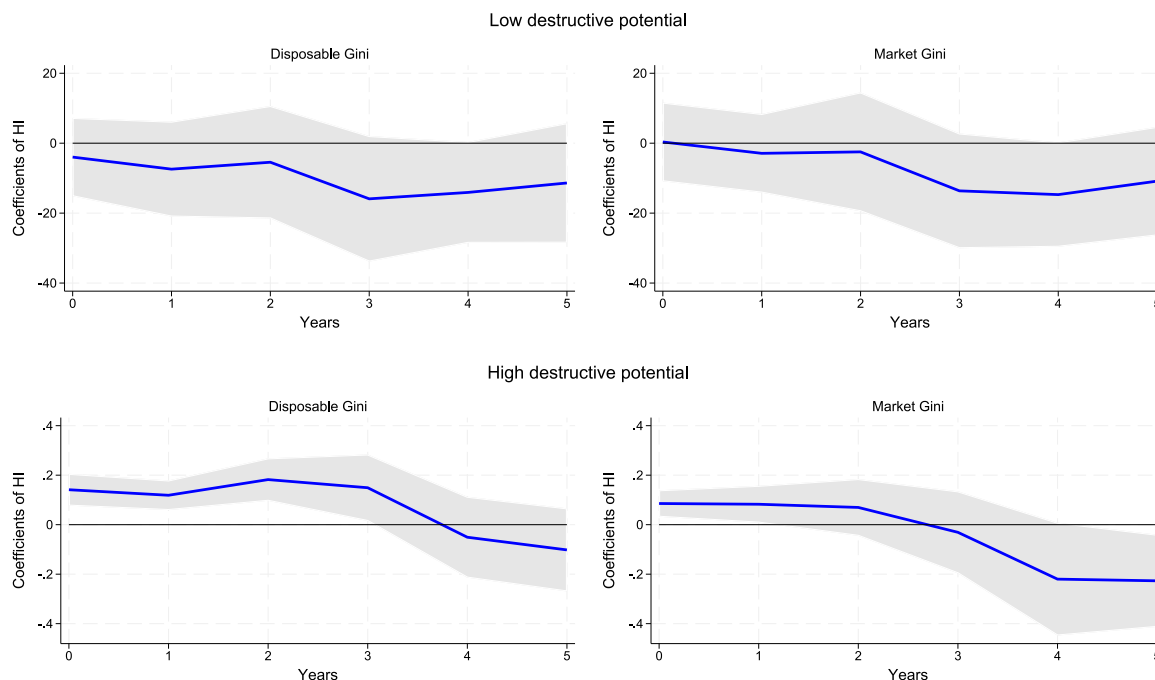 Low destructive potential
Disposable Gini
Market Gini
Coefficients of HI
20
0
-20
-40
0 1 2 3 4 5
Years
Coefficients of HI
20
0
-20
-40
0 1 2 3 4 5
Years
High destructive potential
Disposable Gini
Market Gini
Coefficients of HI
.4
.2
0
-.2
-.4
0 1 2 3 4 5
Years
Coefficients of HI
.4
.2
0
-.2
-.4
0 1 2 3 4 5
Years